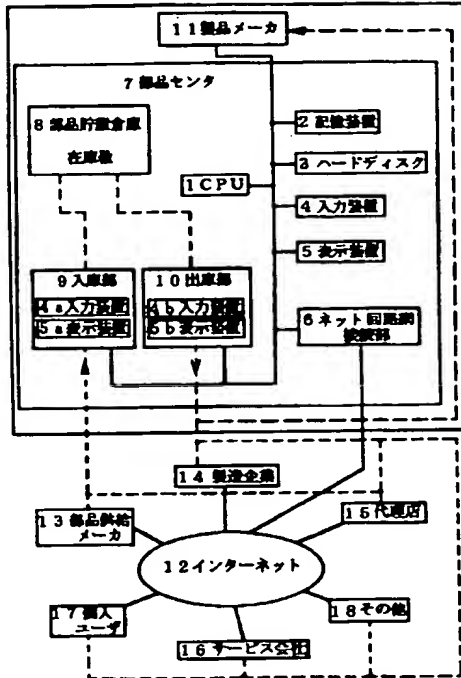 11製品メーカ
7部品センタ
8部品貯蔵倉庫
在庫数
2記憶装置
3ハードディスク
1CPU
4入力装置
5表示装置
9入庫部
4a入力装置
5a表示装置
10出庫部
4b入力装置
5b表示装置
6ネット回路網
接続部
14製造企業
13部品供給
メーカ
15代理店
12インターネット
17個人
ユーザ
18その他
16サービス会社